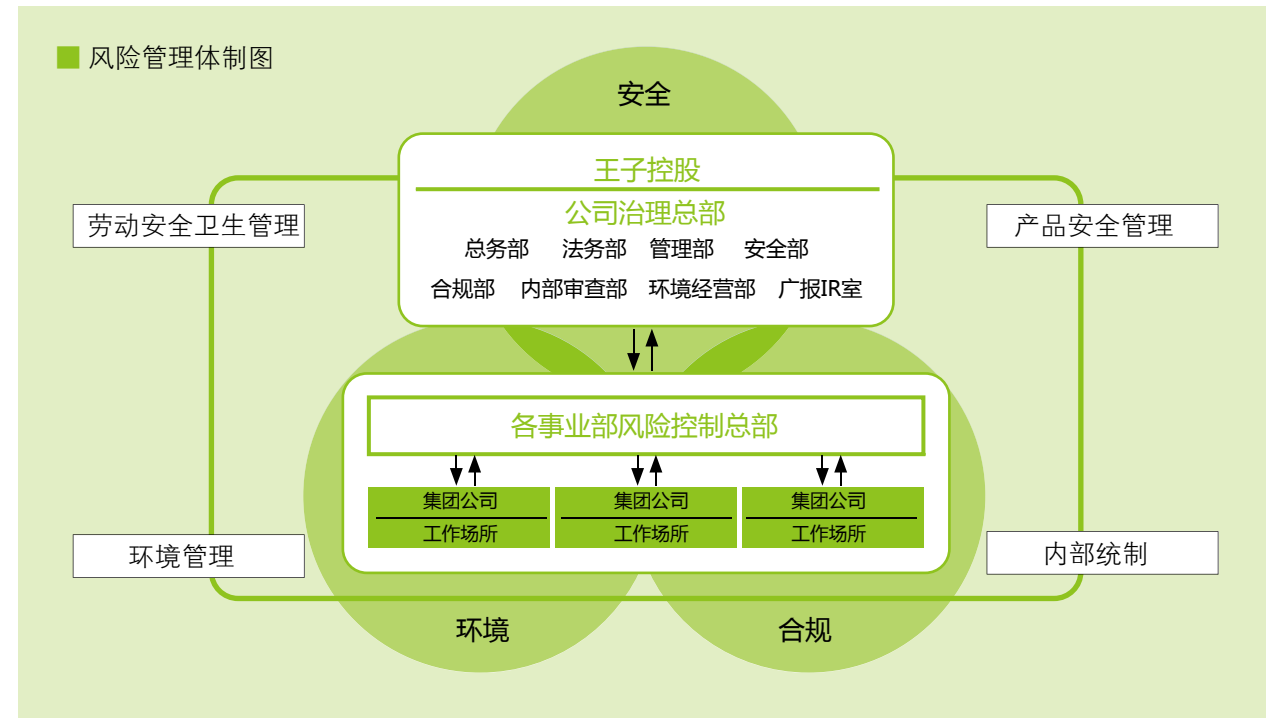 风险管理体制图
安全
王子控股
公司治理总部
总务部 法务部 管理部 安全部
合规部 内部审查部 环境经营部 广报IR室
劳动安全卫生管理
产品安全管理
各事业部风险控制总部
集团公司 集团公司 集团公司
工作场所 工作场所 工作场所
环境管理
内部统制
环境
合规